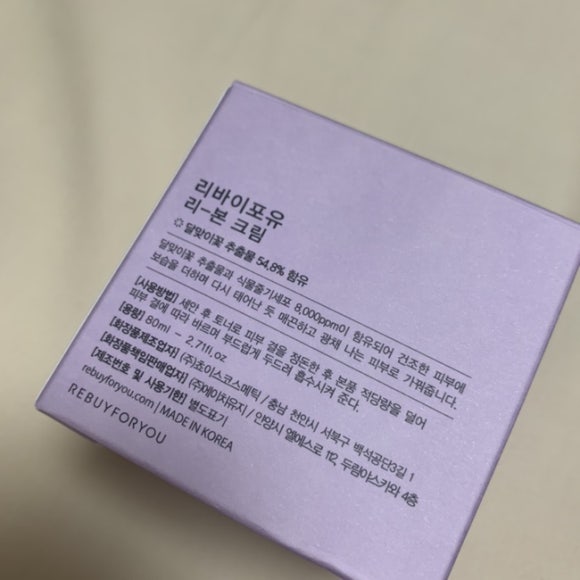 리바이포유
리-본 크림
달맞이꽃 추출물 54.8% 함유
달맞이꽃 추출물과 식물줄기세포 8,000ppm이 함유되어 건조한 피부에
보습을 더하며 다시 태어난 듯 매끈하고 광채 나는 피부로 가꿔줍니다.
[사용방법] 세안 후 토너로 피부 결을 정돈한 후 본품 적당량을 덜어
피부 결에 따라 바르며 부드럽게 두드려 흡수시켜 준다.
[용량] 80ml - 2.71fl.oz
[화장품제조업자] (주)초이스코스메틱 / 충남 천안시 서북구 백석공단3길 1
[화장품책임판매업자] (주)메이저유지 / 안양시 엘에스로 112, 두림야스카와 4층
[제조번호 및 사용기한] 별도표기
rebuyforyou.com | MADE IN KOREA
REBUYFORYOU